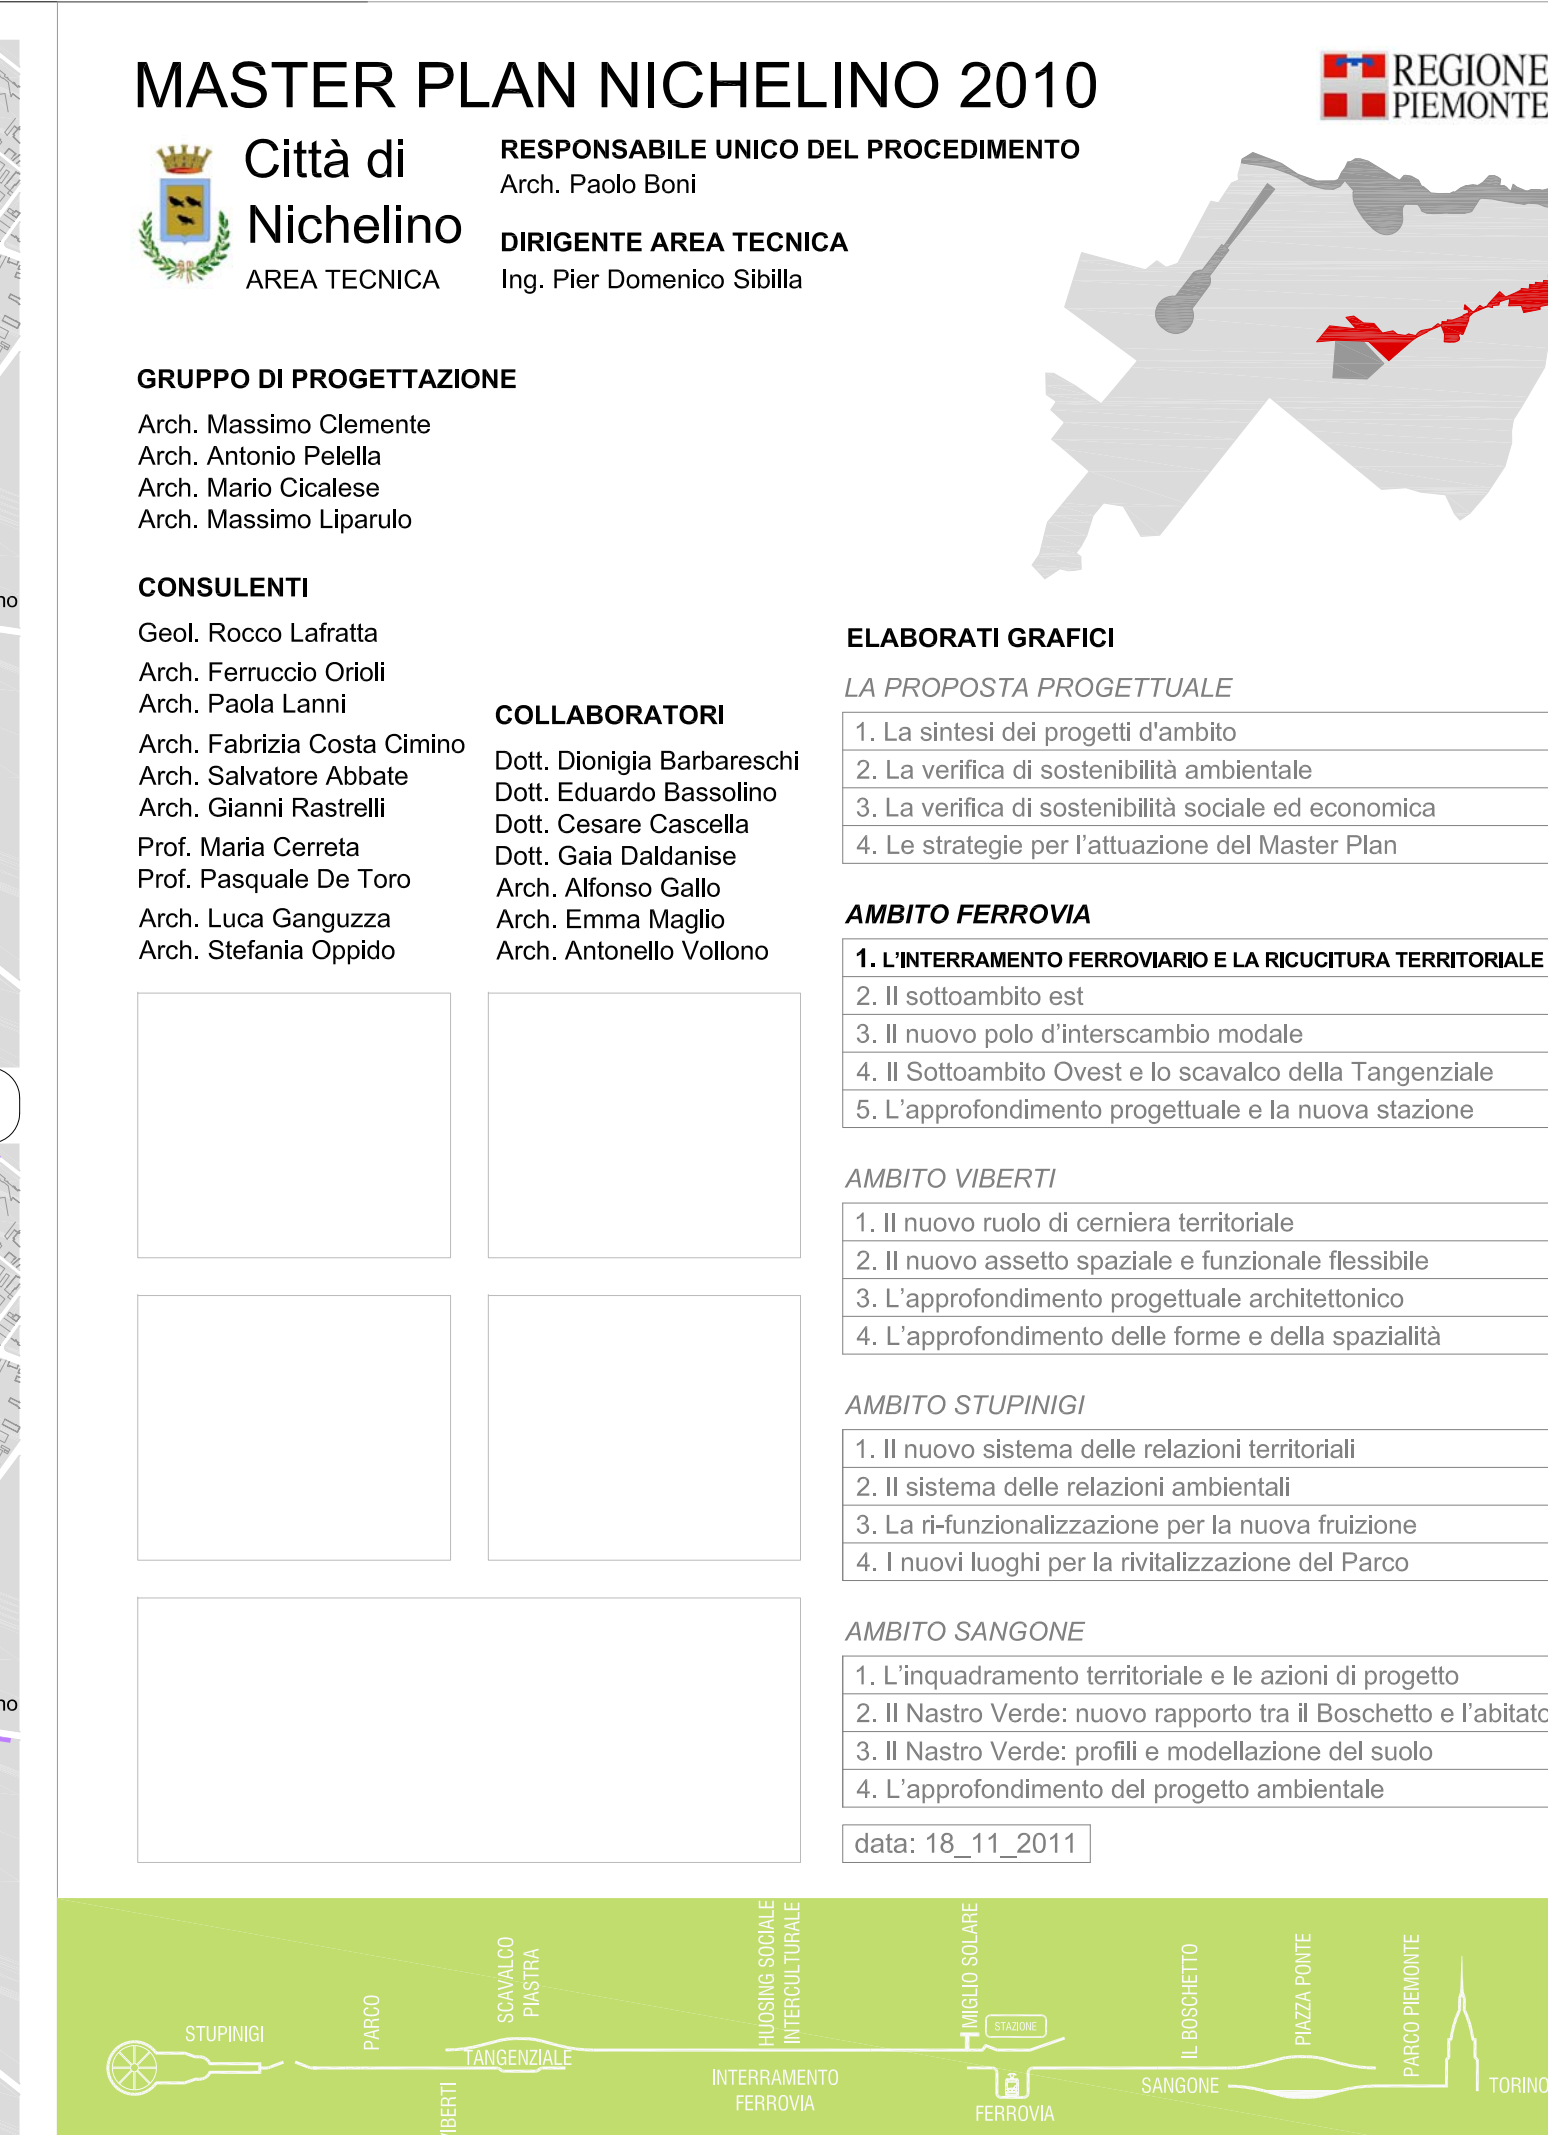 MASTER PLAN NICHELINO 2010
REGIONE
PIEMONTE
Città di
Nichelino
AREA TECNICA
RESPONSABILE UNICO DEL PROCEDIMENTO
Arch. Paolo Boni
DIRIGENTE AREA TECNICA
Ing. Pier Domenico Sibilla
GRUPPO DI PROGETTAZIONE
Arch. Massimo Clemente
Arch. Antonio Pelella
Arch. Mario Cicalese
Arch. Massimo Liparulo
CONSULENTI
Geol. Rocco Lafratta
Arch. Ferruccio Orioli
Arch. Paola Lanni
Arch. Fabrizia Costa Cimino
Arch. Salvatore Abbate
Arch. Gianni Rastrelli
Prof. Maria Cerreta
Prof. Pasquale De Toro
Arch. Luca Ganguzza
Arch. Stefania Oppido
COLLABORATORI
Dott. Dionigia Barbareschi
Dott. Eduardo Bassolino
Dott. Cesare Cascella
Dott. Gaia Daldanise
Arch. Alfonso Gallo
Arch. Emma Maglio
Arch. Antonello Vollono
ELABORATI GRAFICI
LA PROPOSTA PROGETTUALE
1. La sintesi dei progetti d'ambito
2. La verifica di sostenibilità ambientale
3. La verifica di sostenibilità sociale ed economica
4. Le strategie per l'attuazione del Master Plan
AMBITO FERROVIA
1. L'INTERRAMENTO FERROVIARIO E LA RICUCITURA TERRITORIALE
2. Il sottoambito est
3. Il nuovo polo d'interscambio modale
4. Il Sottoambito Ovest e lo scavalco della Tangenziale
5. L'approfondimento progettuale e la nuova stazione
AMBITO VIBERTI
1. Il nuovo ruolo di cerniera territoriale
2. Il nuovo assetto spaziale e funzionale flessibile
3. L'approfondimento progettuale architettonico
4. L'approfondimento delle forme e della spazialità
AMBITO STUPINIGI
1. Il nuovo sistema delle relazioni territoriali
2. Il sistema delle relazioni ambientali
3. La ri-funzionalizzazione per la nuova fruizione
4. I nuovi luoghi per la rivitalizzazione del Parco
AMBITO SANGONE
1. L'inquadramento territoriale e le azioni di progetto
2. Il Nastro Verde: nuovo rapporto tra il Boschetto e l'abitato
3. Il Nastro Verde: profili e modellazione del suolo
4. L'approfondimento del progetto ambientale
data: 18_11_2011
STUPINIGI
PARCO
VIBERTI
SCAVALCO
PIASTRA
TANGENZIALE
HUOSING SOCIALE
INTERCULTURALE
INTERRAMENTO
FERROVIA
MIGLIO SOLARE
STAZIONE
FERROVIA
IL BOSCHETTO
SANGONE
PIAZZA PONTE
PARCO PIEMONTE
TORINO